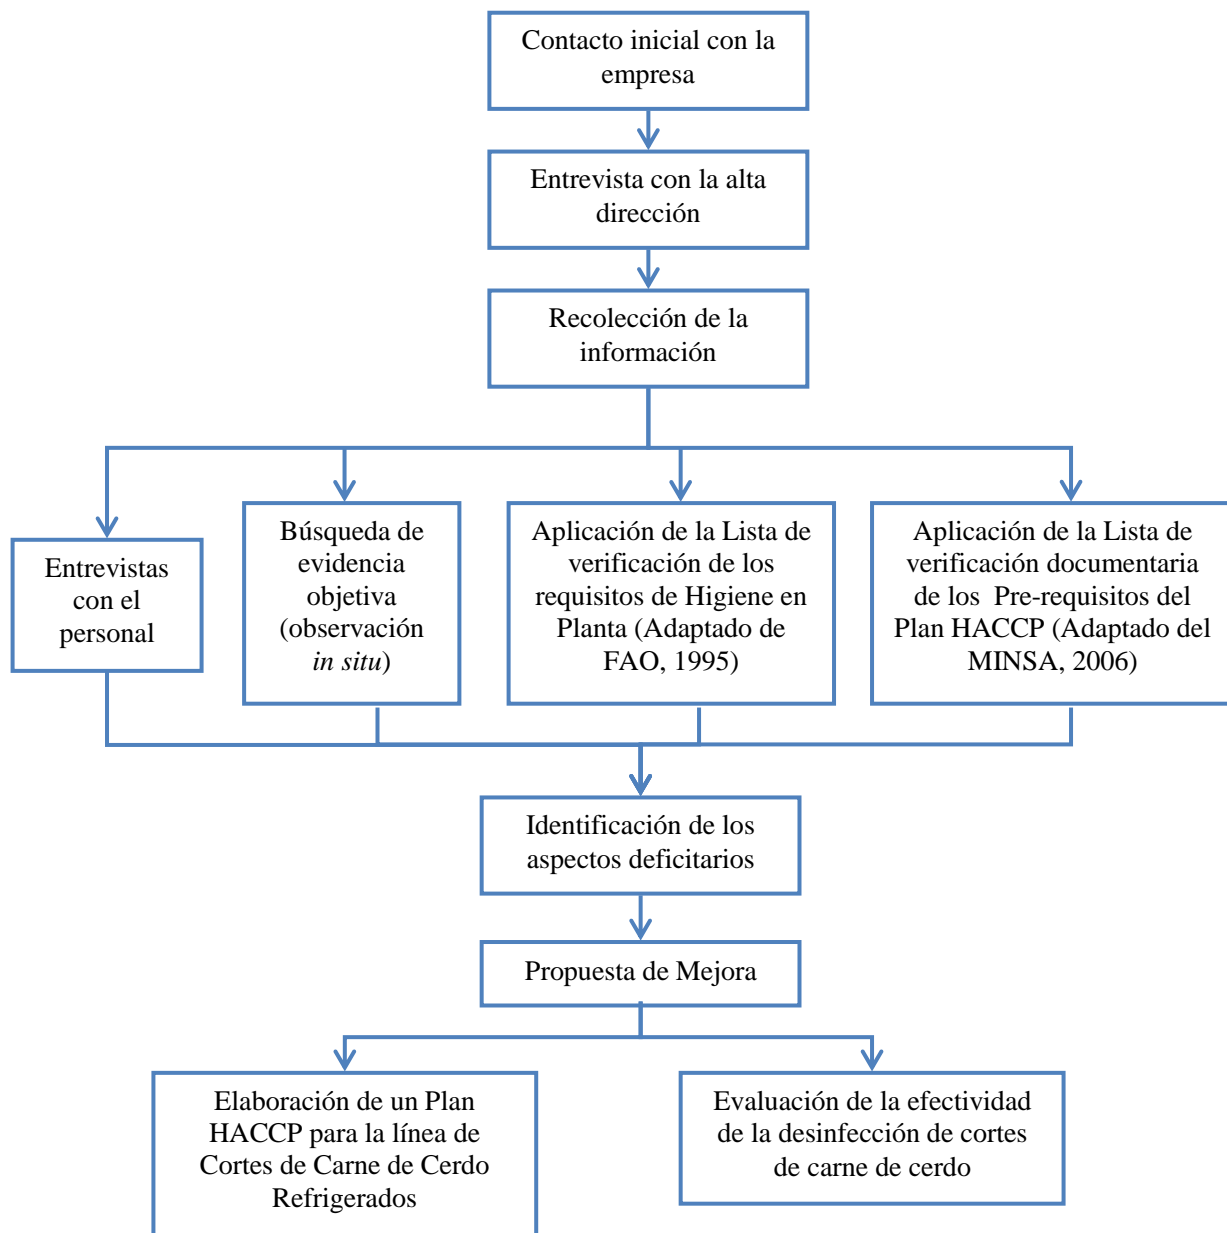 Contacto inicial con la
empresa
Entrevista con la alta
dirección
Recolección de la
información
Entrevistas
con el
personal
Búsqueda de
evidencia
objetiva
(observación
in situ)
Aplicación de la Lista de
verificación de los
requisitos de Higiene en
Planta (Adaptado de
FAO, 1995)
Aplicación de la Lista de
verificación documentaria
de los Pre-requisitos del
Plan HACCP (Adaptado del
MINSA, 2006)
Identificación de los
aspectos deficitarios
Propuesta de Mejora
Elaboración de un Plan
HACCP para la línea de
Cortes de Carne de Cerdo
Refrigerados
Evaluación de la efectividad
de la desinfección de cortes
de carne de cerdo